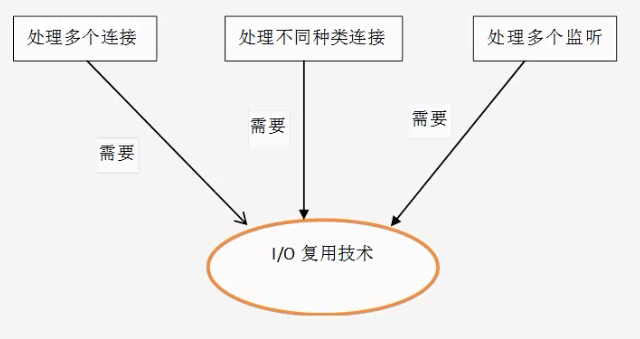 处理多个连接
处理不同种类连接
处理多个监听
需要
需要
需要
I/O 复用技术